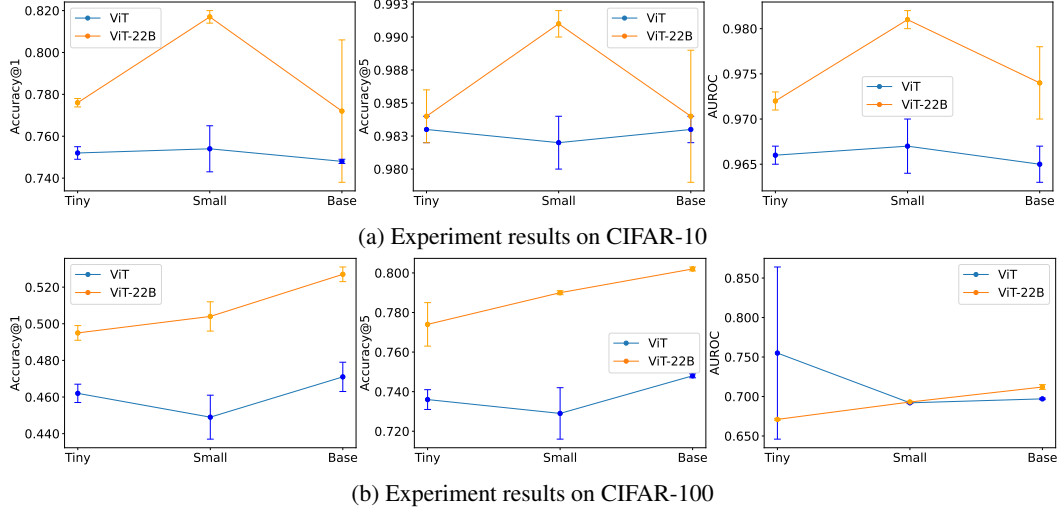 0.820
0.800
0.780
0.760
0.740
Accuracy@1
ViT
ViT-22B
Tiny
Small
Base
0.993
0.990
0.988
0.985
0.983
0.980
Accuracy@5
ViT
ViT-22B
Tiny
Small
Base
0.980
0.975
0.970
0.965
AUROC
ViT
ViT-22B
Tiny
Small
Base
(a) Experiment results on CIFAR-10
0.520
0.500
0.480
0.460
0.440
Accuracy@1
ViT
ViT-22B
Tiny
Small
Base
0.800
0.780
0.760
0.740
0.720
Accuracy@5
ViT
ViT-22B
Tiny
Small
Base
0.850
0.800
0.750
0.700
0.650
AUROC
ViT
ViT-22B
Tiny
Small
Base
(b) Experiment results on CIFAR-100